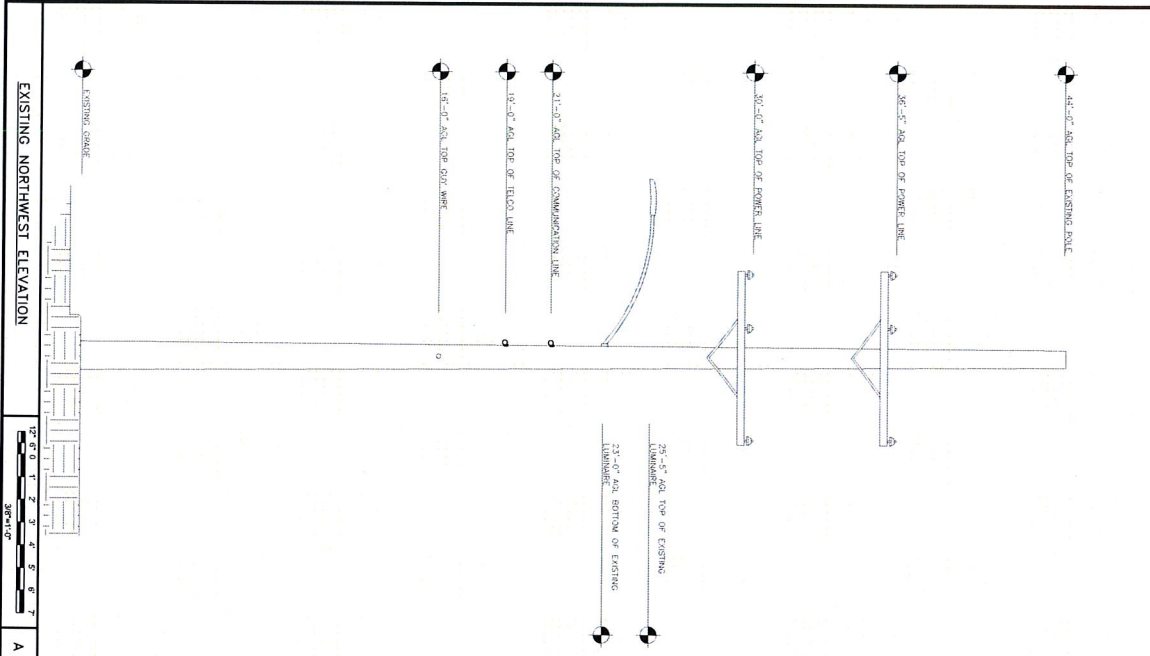 44'-0" AGL TOP OF EXISTING POLE
36'-5" AGL TOP OF POWER LINE
30'-0" AGL TOP OF POWER LINE
25'-5" AGL TOP OF EXISTING
LUMINAIRE
23'-0" AGL BOTTOM OF EXISTING
LUMINAIRE
21'-0" AGL TOP OF COMMUNICATION LINE
19'-0" AGL TOP OF TELCO LINE
16'-0" AGL TOP GUY WIRE
EXISTING GRADE
EXISTING NORTHWEST ELEVATION
12" 6" 0 1' 2' 3' 4' 5' 6' 7'
3/8"=1'-0"
A